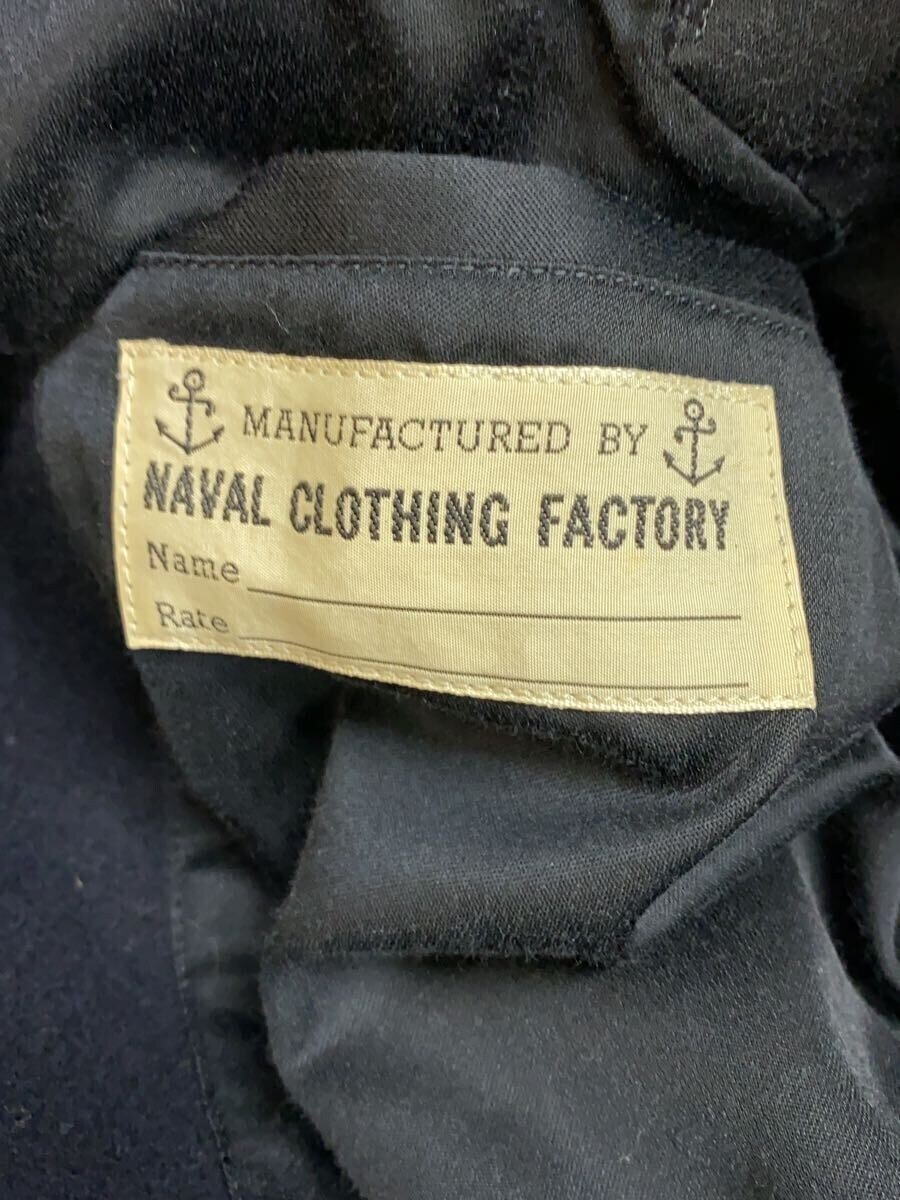 MANUFACTURED BY
NAVAL CLOTHING FACTORY
Name
Rate